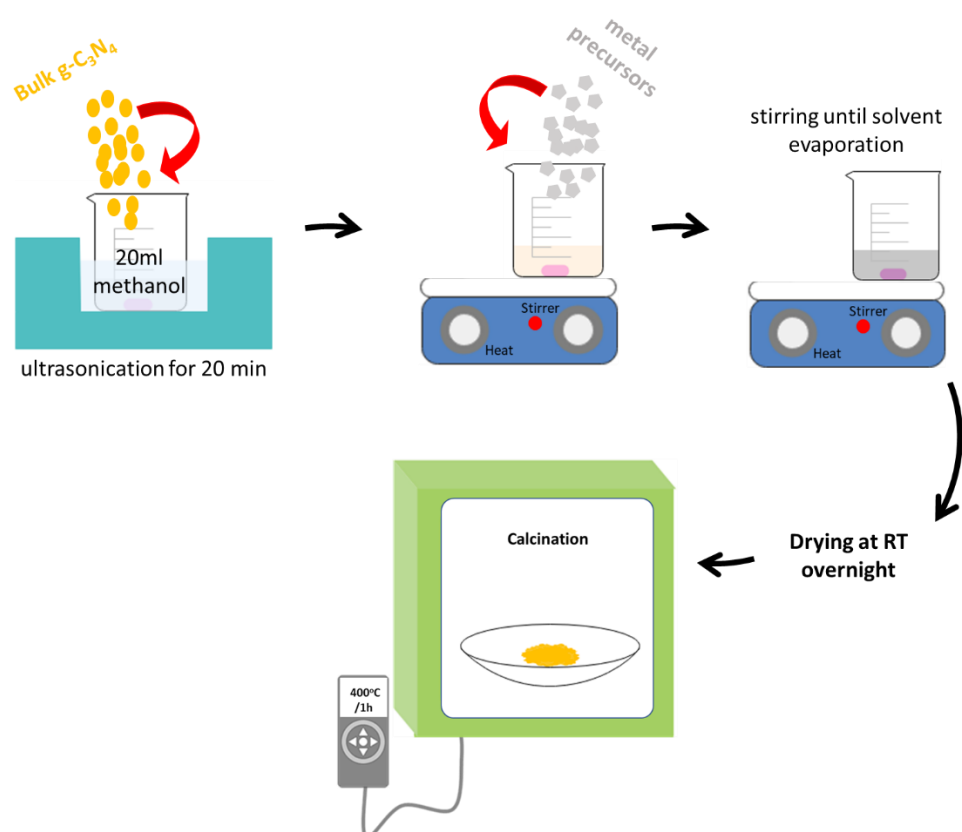 Bulk g-C₃N₄
20ml
methanol
ultrasonication for 20 min
metal
precursors
Stirrer
Heat
stirring until solvent
evaporation
Stirrer
Heat
Drying at RT
overnight
Calcination
400°C
/1h